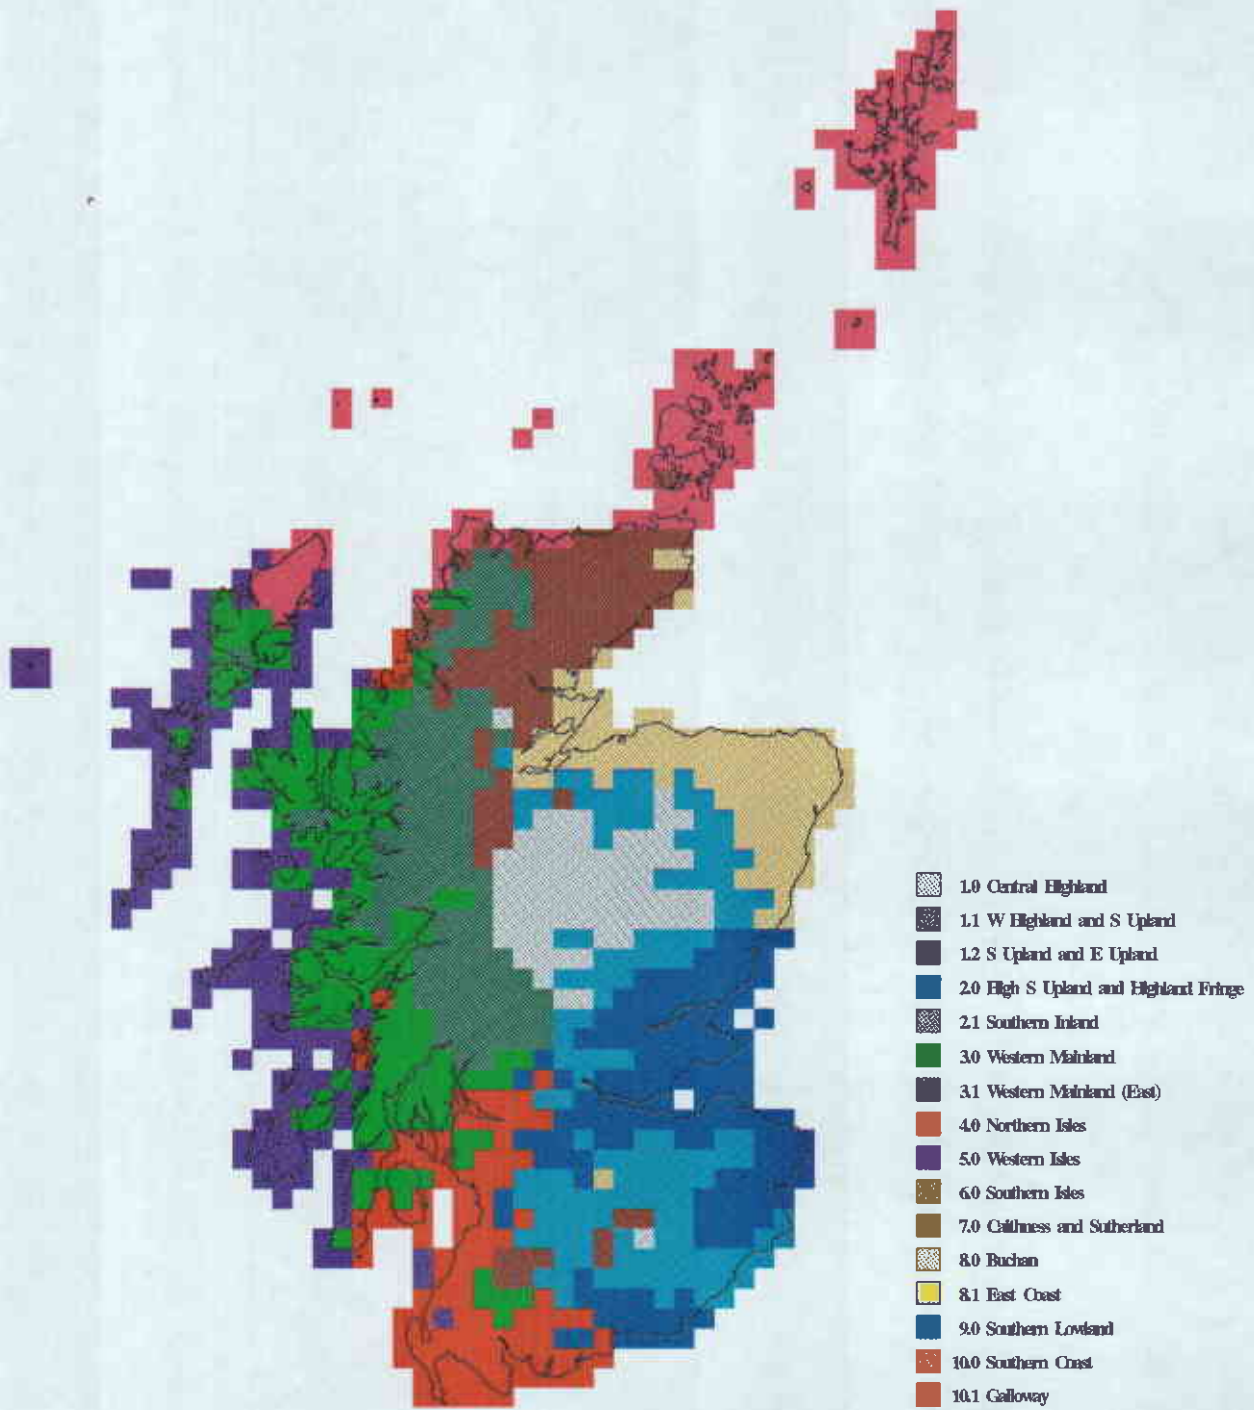 1.0 Central Highland
1.1 W Highland and S Upland
1.2 S Upland and E Upland
2.0 High S Upland and Highland Fringe
2.1 Southern Inland
3.0 Western Mainland
3.1 Western Mainland (East)
4.0 Northern Isles
5.0 Western Isles
6.0 Southern Isles
7.0 Caithness and Sutherland
8.0 Buchan
8.1 East Coast
9.0 Southern Lowland
10.0 Southern Coast
10.1 Galloway